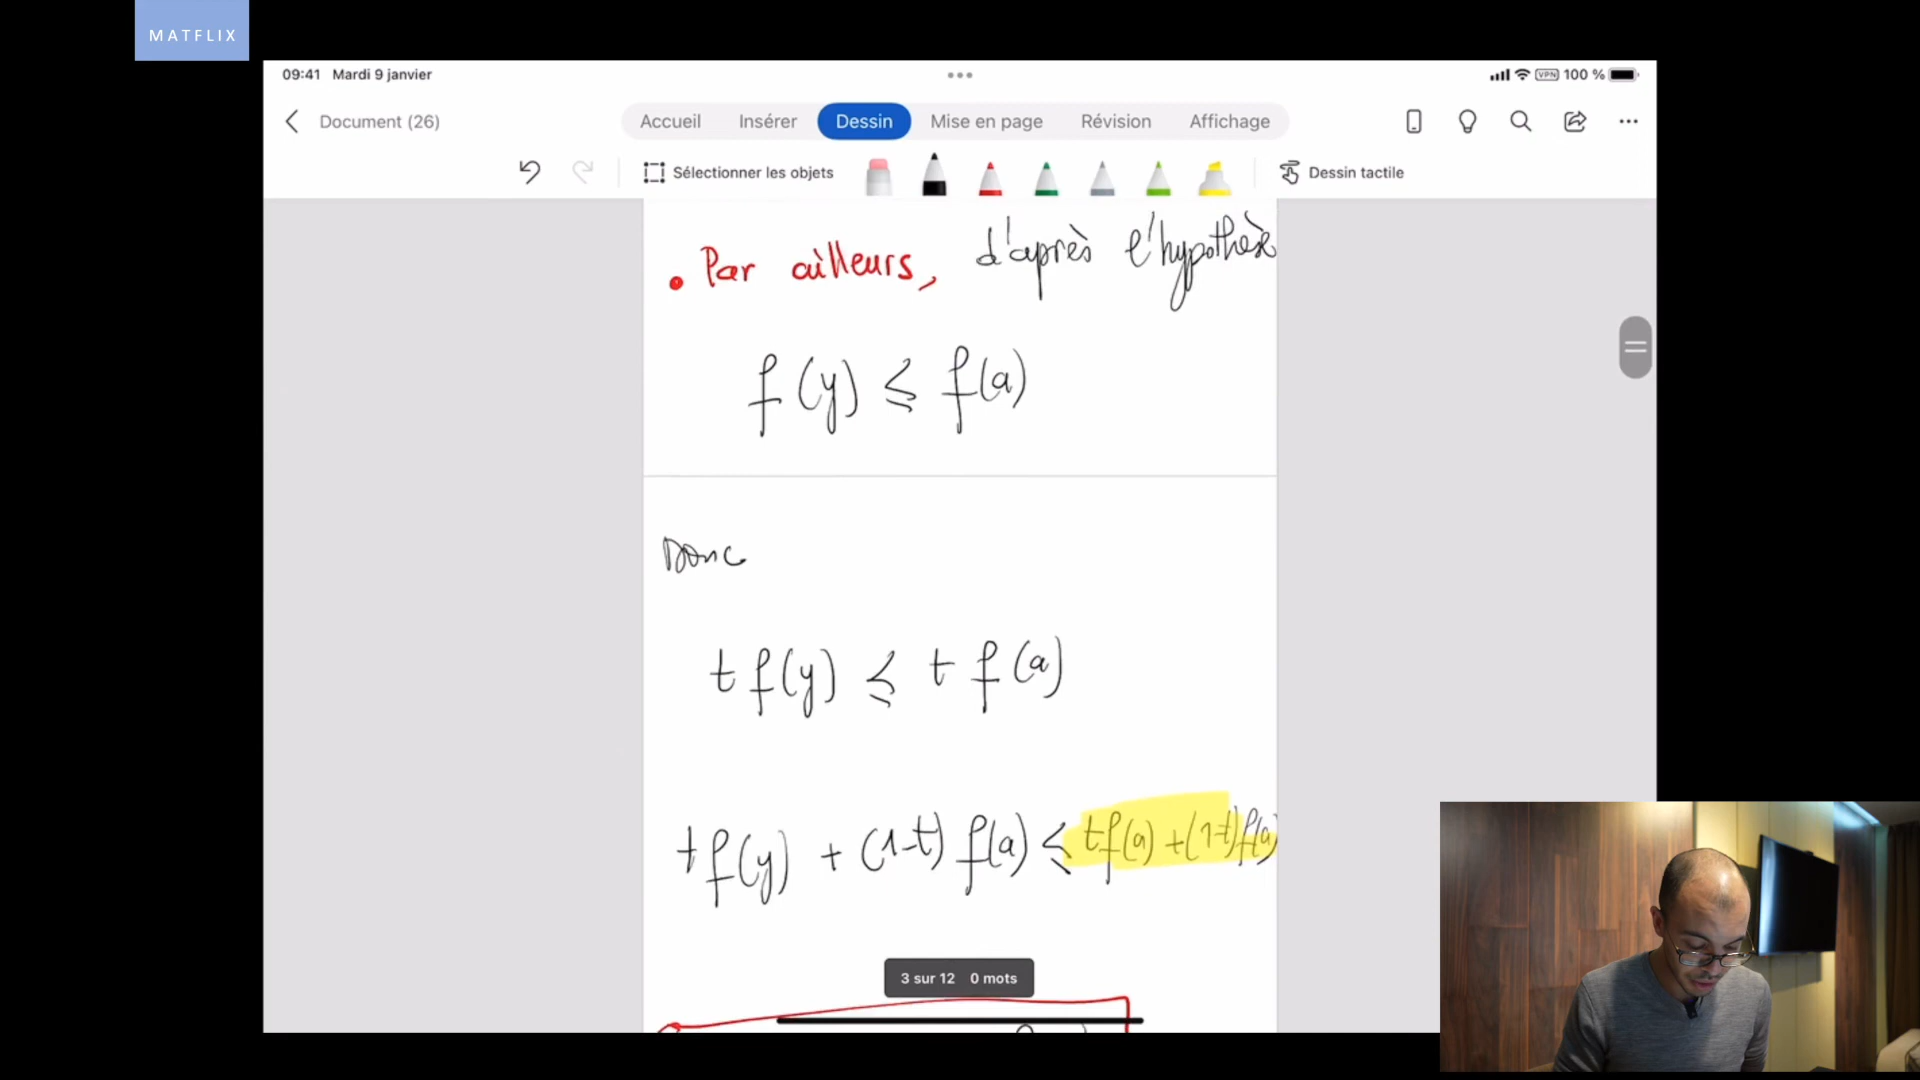 MATFLIX
09:41 Mardi 9 janvier
VPN 100 %
Document (26)
Accueil Insérer Dessin Mise en page Révision Affichage
Sélectionner les objets
Dessin tactile
• Par ailleurs, d'après l'hypothèse
f(y) ⩽ f(a)
Donc
t f(y) ⩽ t f(a)
t f(y) + (1-t) f(a) ⩽ t f(a) + (1-t) f(a)
3 sur 12 0 mots